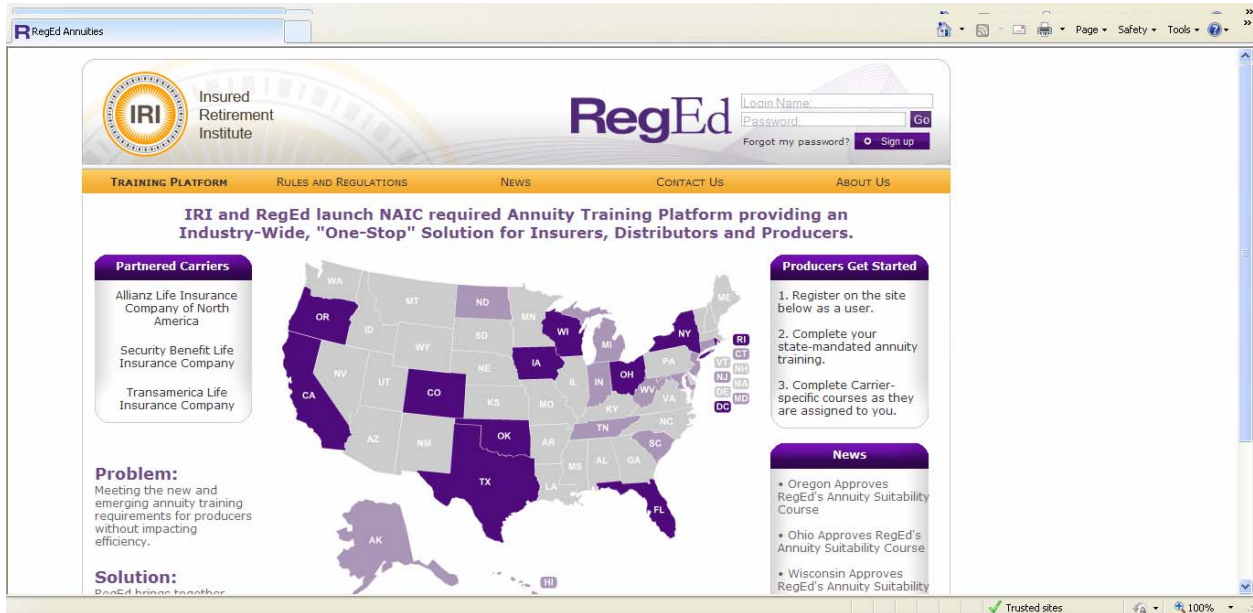 RegEd Annuities
Page
Safety
Tools
IRI
Insured
Retirement
Institute
RegEd
Login Name:
Password:
Go
Forgot my password?
Sign up
TRAINING PLATFORM
RULES AND REGULATIONS
NEWS
CONTACT US
ABOUT US
IRI and RegEd launch NAIC required Annuity Training Platform providing an
Industry-Wide, "One-Stop" Solution for Insurers, Distributors and Producers.
Partnered Carriers
Allianz Life Insurance
Company of North
America
Security Benefit Life
Insurance Company
Transamerica Life
Insurance Company
Problem:
Meeting the new and
emerging annuity training
requirements for producers
without impacting
efficiency.
Solution:
RegEd brings together
WA
MT
ND
MN
ME
OR
ID
SD
WI
MI
NY
WY
IA
NE
PA
NV
UT
CO
IL
IN
OH
WV
VA
CA
KS
MO
KY
NC
AZ
NM
OK
AR
TN
SC
MS
AL
GA
TX
LA
FL
AK
HI
RI
CT
VT
NH
NJ
MA
DE
MD
DC
Producers Get Started
1. Register on the site
below as a user.
2. Complete your
state-mandated annuity
training.
3. Complete Carrier-
specific courses as they
are assigned to you.
News
• Oregon Approves
RegEd's Annuity Suitability
Course
• Ohio Approves RegEd's
Annuity Suitability Course
• Wisconsin Approves
RegEd's Annuity Suitability
Trusted sites
100%